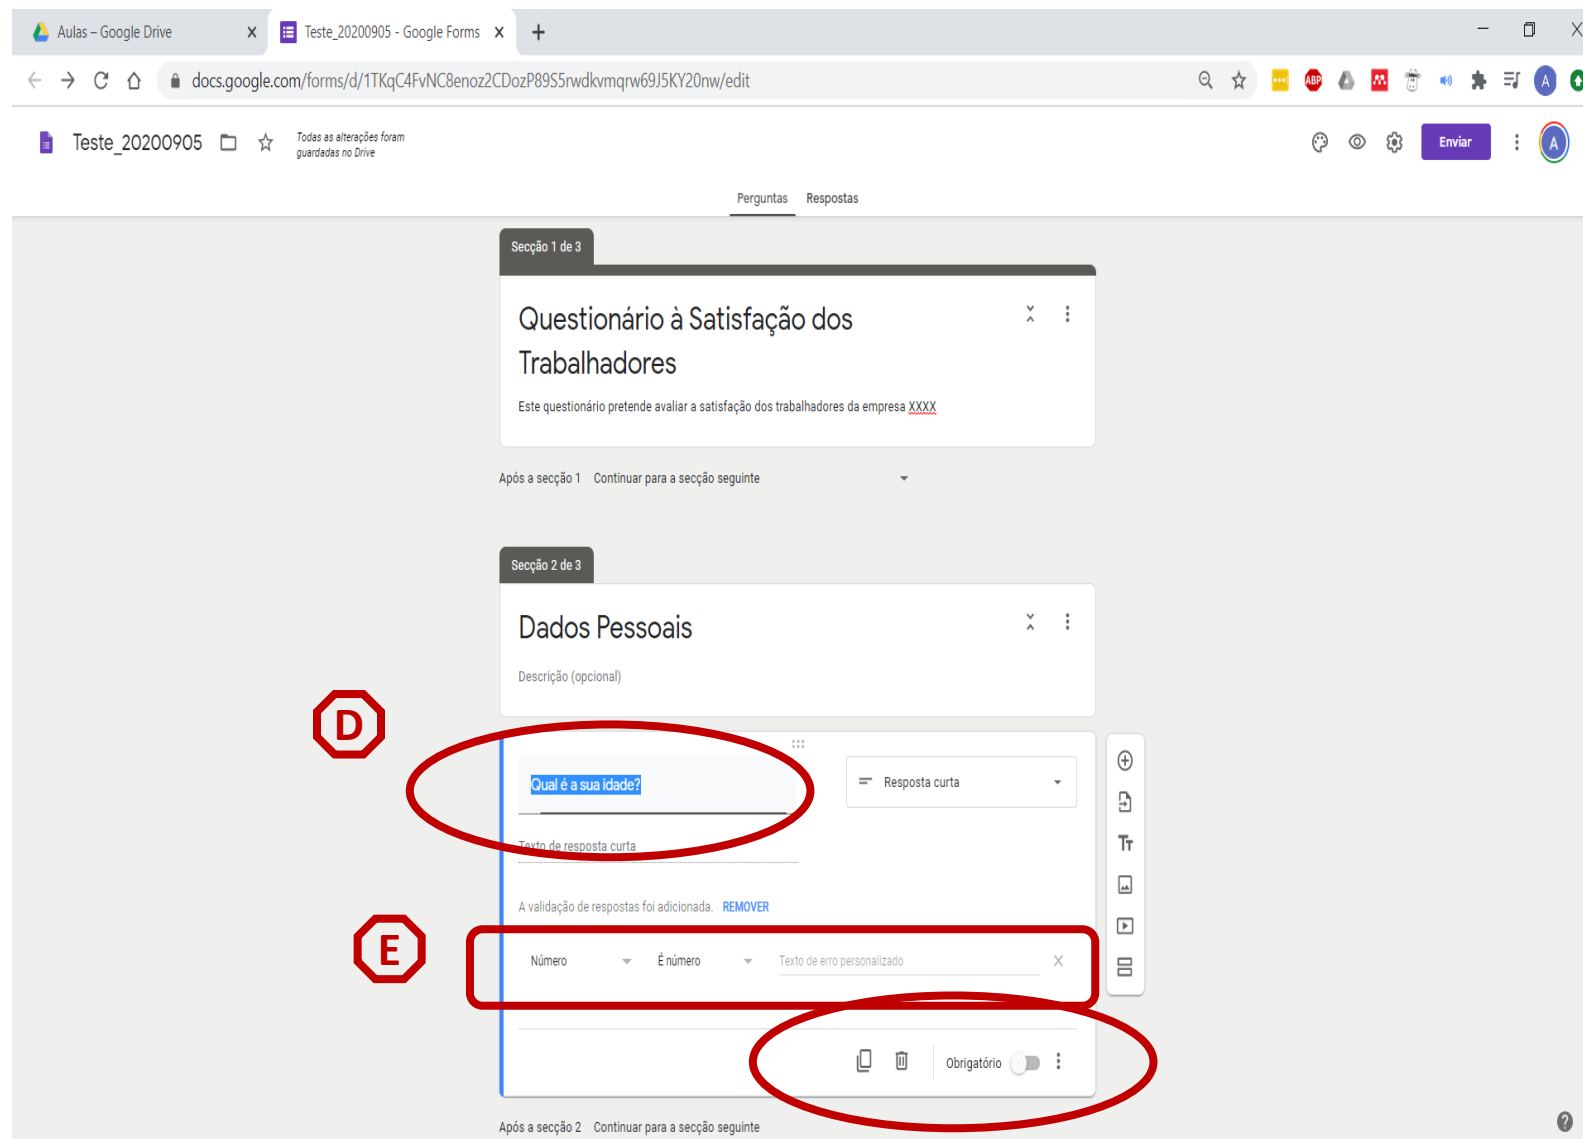 Aulas – Google Drive
Teste_20200905 - Google Forms
docs.google.com/forms/d/1TKqC4FvNC8enoz2CDozP89S5rwdkvmqrw69J5KY20nw/edit
ABP
A
Teste_20200905
Todas as alterações foram
guardadas no Drive
Enviar
A
Perguntas Respostas
Secção 1 de 3
Questionário à Satisfação dos
Trabalhadores
Este questionário pretende avaliar a satisfação dos trabalhadores da empresa XXXX
Após a secção 1 Continuar para a secção seguinte
Secção 2 de 3
Dados Pessoais
Descrição (opcional)
D
Qual é a sua idade?
Resposta curta
Texto de resposta curta
Tт
A validação de respostas foi adicionada. REMOVER
E
Número É número Texto de erro personalizado
Obrigatório
Após a secção 2 Continuar para a secção seguinte